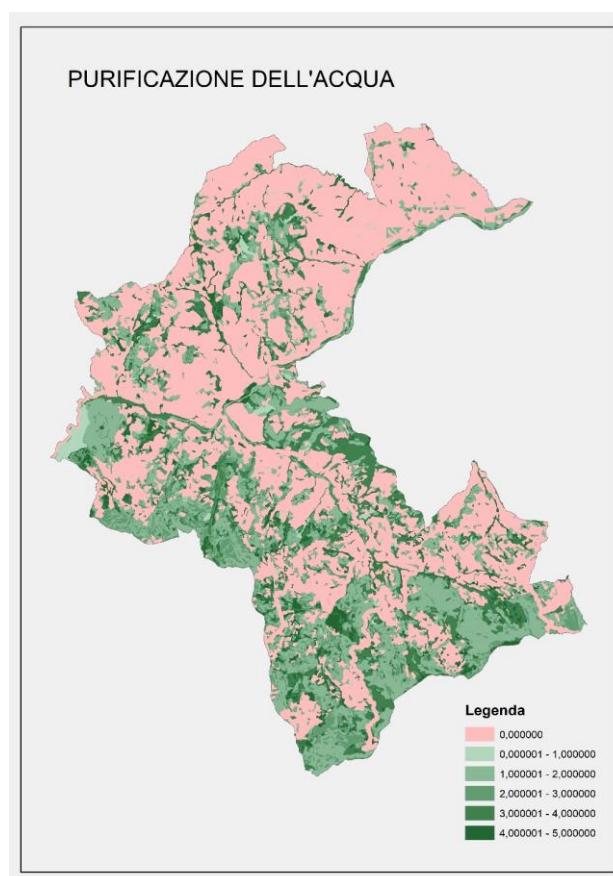 PURIFICAZIONE DELL'ACQUA
Legenda
0,000000
0,000001 - 1,000000
1,000001 - 2,000000
2,000001 - 3,000000
3,000001 - 4,000000
4,000001 - 5,000000